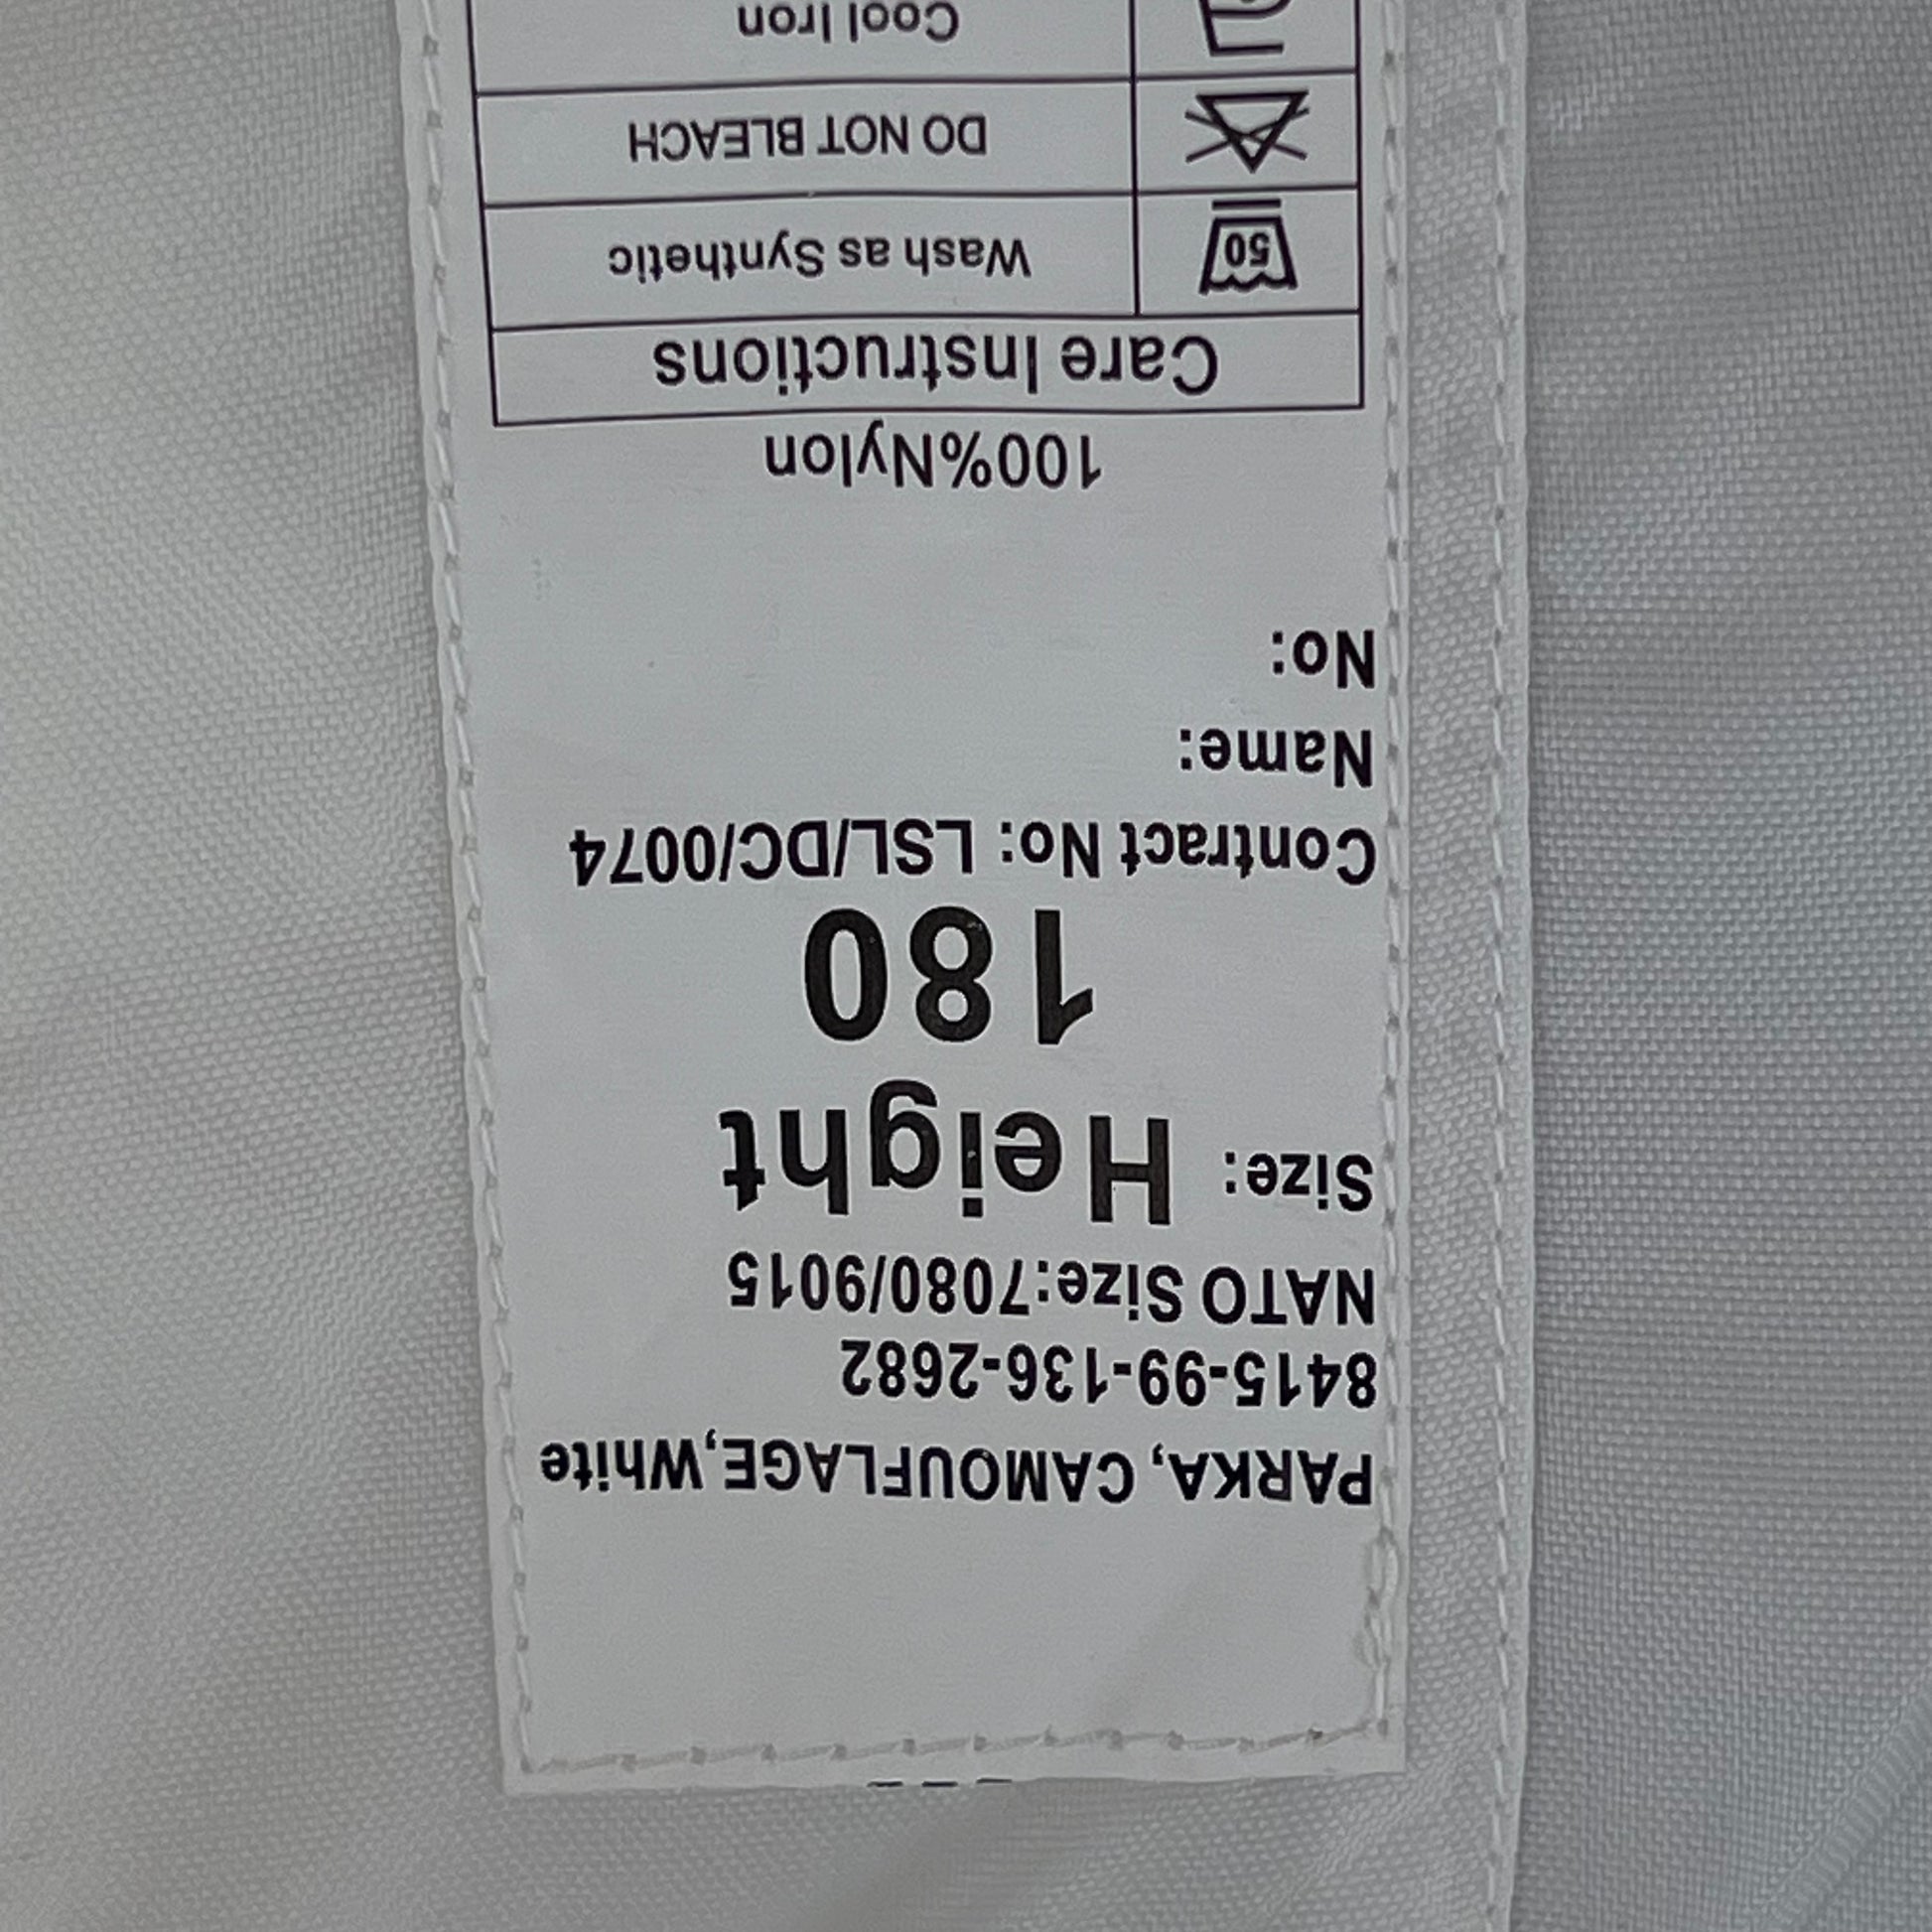 PARKA, CAMOUFLAGE,White
8415-99-136-2682
NATO Size:7080/9015
Size: Height
180
Contract No: LSL/DC/0074
Name:
No:
100%Nylon
Care Instructions
50 Wash as Synthetic
DO NOT BLEACH
Cool Iron